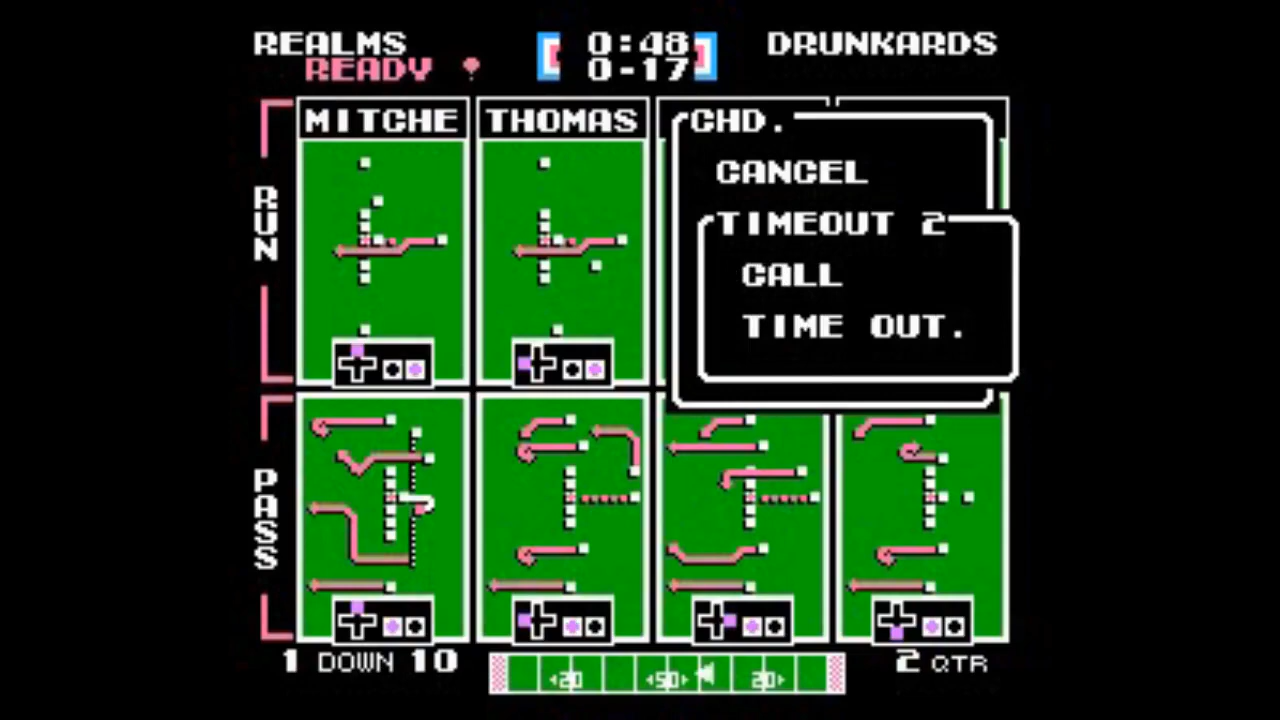 REALMS
READY
0:48
0-17
DRUNKARDS
RUN
MITCHE
THOMAS
CHD.
CANCEL
TIMEOUT 2
CALL
TIME OUT.
PASS
1 DOWN 10
20 50 20
2 QTR